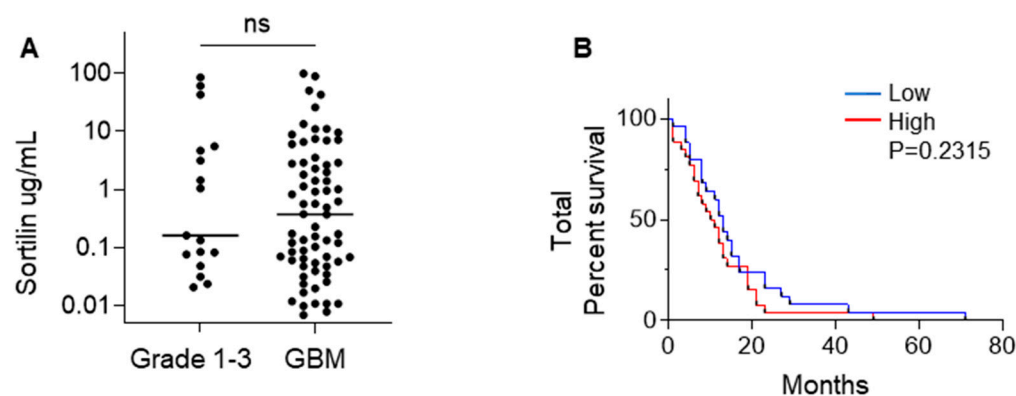 A
ns
Sortilin ug/mL
100
10
1
0.1
0.01
Grade 1-3
GBM
B
Total
Percent survival
100
50
0
Low
High
P=0.2315
0
20
40
60
80
Months